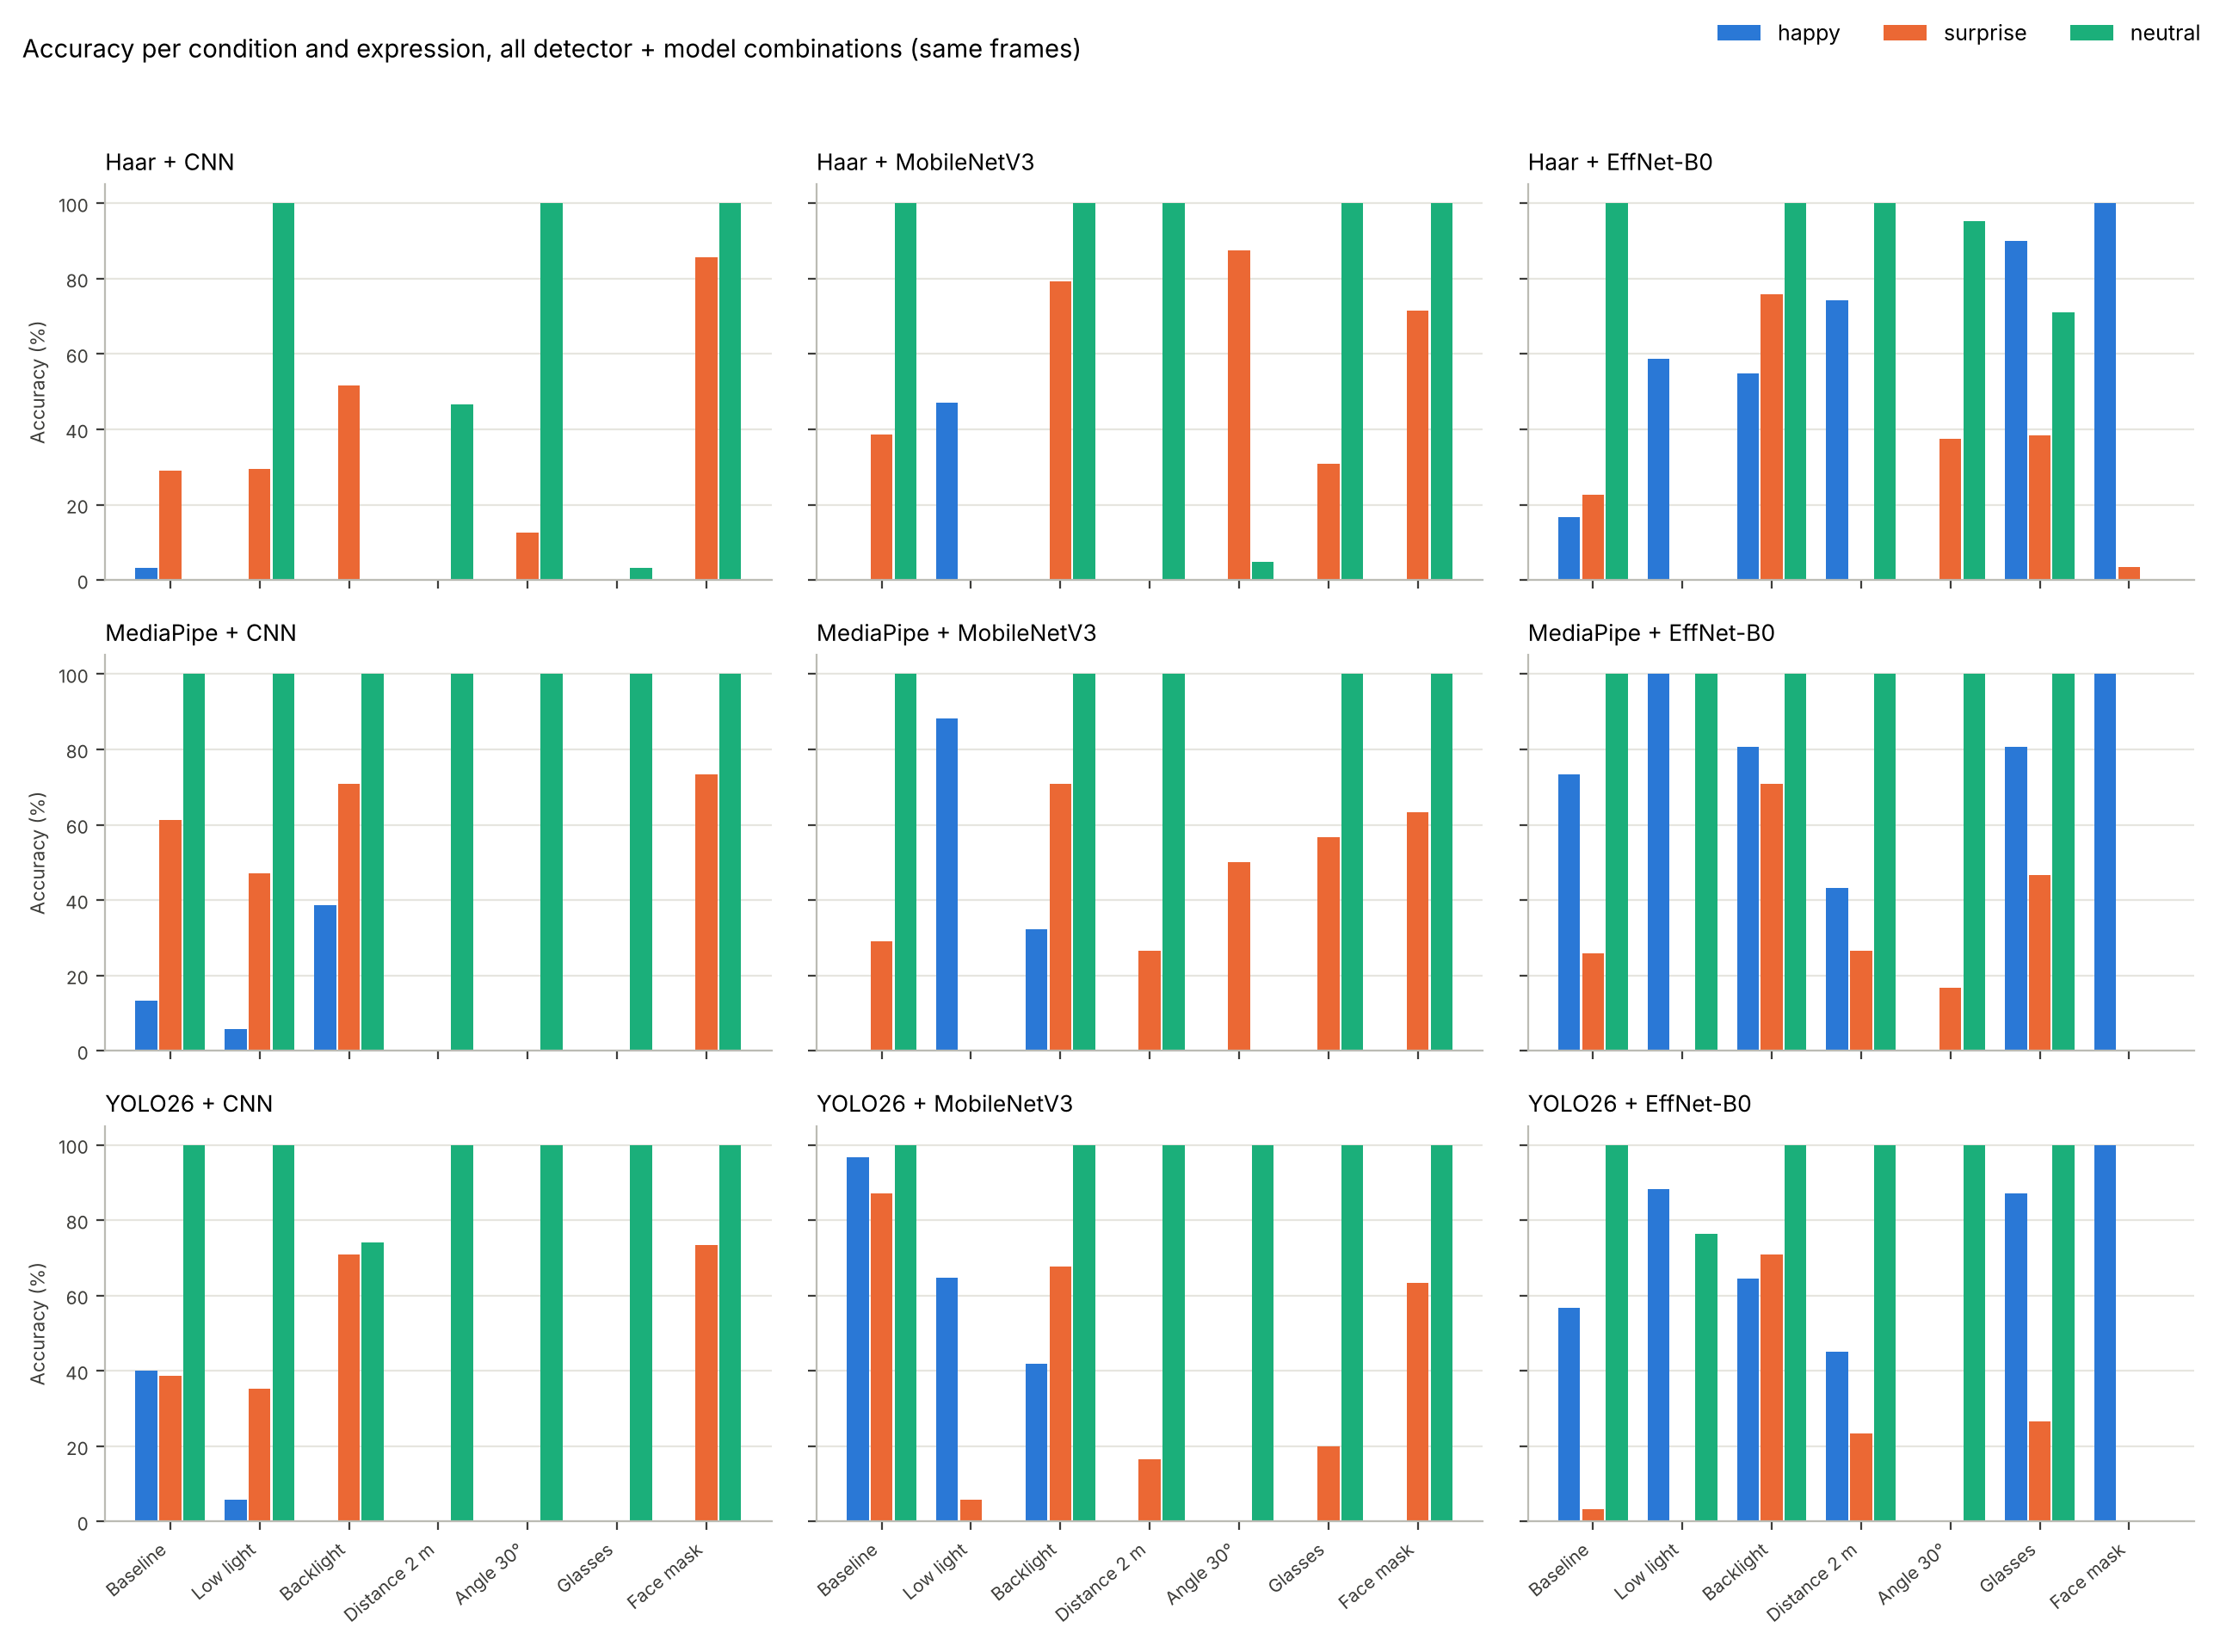 happy surprise neutral
Accuracy per condition and expression, all detector + model combinations (same frames)
Haar + CNN
Haar + MobileNetV3
Haar + EffNet-B0
Accuracy (%)
100
80
60
40
20
0
MediaPipe + CNN
MediaPipe + MobileNetV3
MediaPipe + EffNet-B0
Accuracy (%)
100
80
60
40
20
0
YOLO26 + CNN
YOLO26 + MobileNetV3
YOLO26 + EffNet-B0
Accuracy (%)
100
80
60
40
20
0
Baseline
Low light
Backlight
Distance 2 m
Angle 30°
Glasses
Face mask
Baseline
Low light
Backlight
Distance 2 m
Angle 30°
Glasses
Face mask
Baseline
Low light
Backlight
Distance 2 m
Angle 30°
Glasses
Face mask